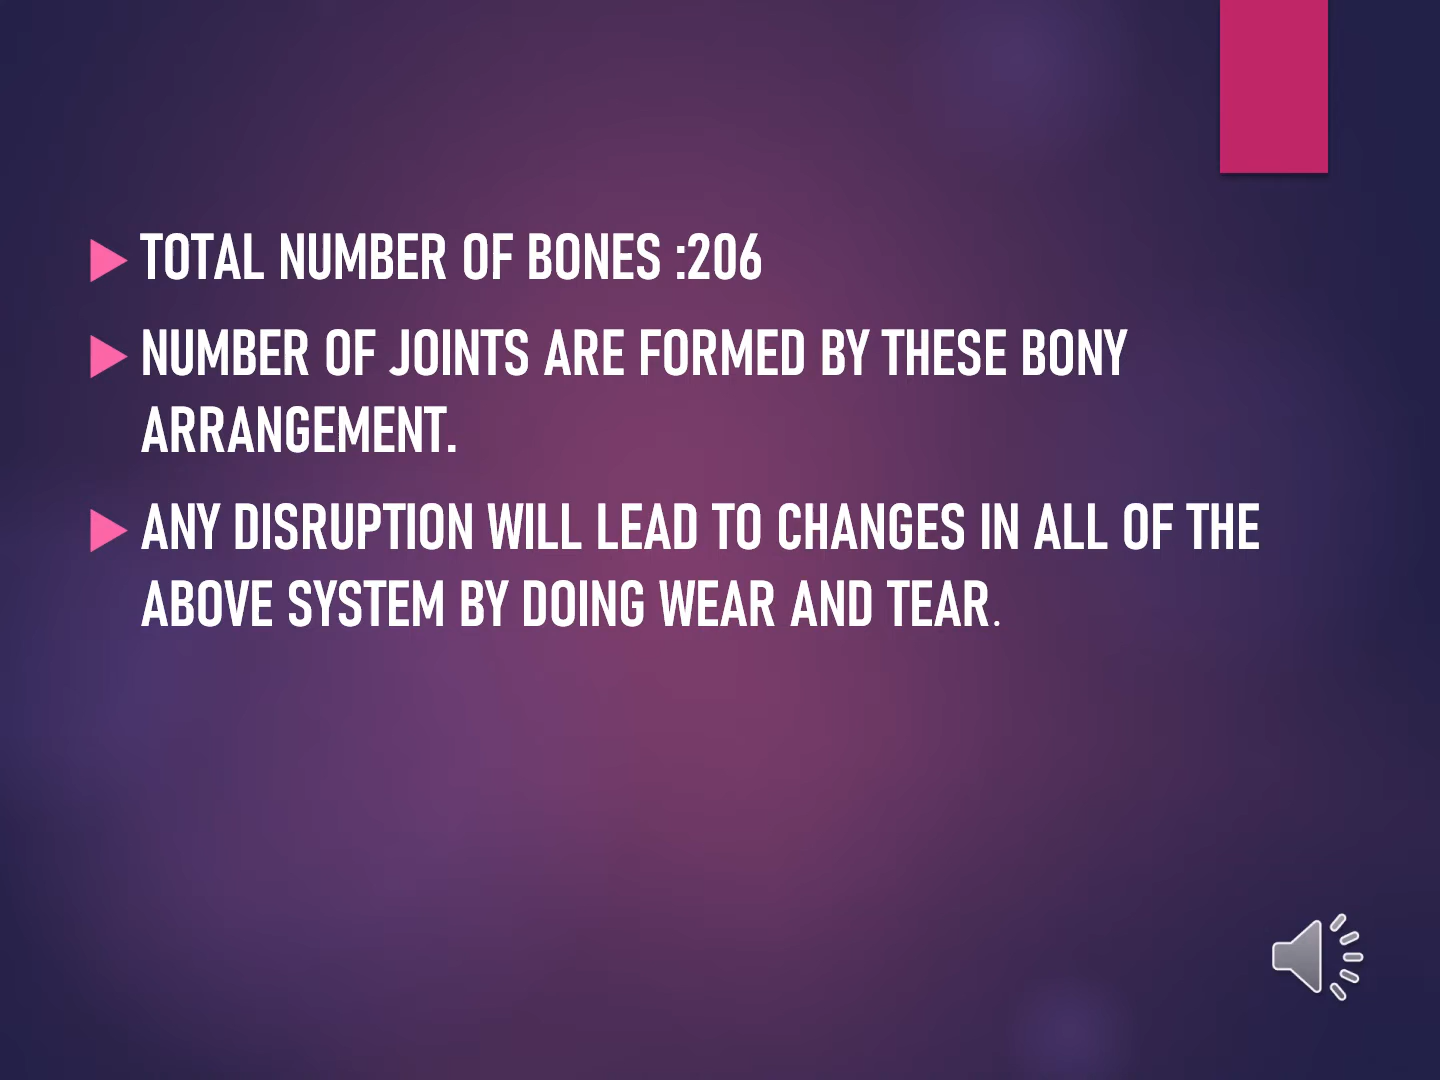 TOTAL NUMBER OF BONES :206
NUMBER OF JOINTS ARE FORMED BY THESE BONY
ARRANGEMENT.
ANY DISRUPTION WILL LEAD TO CHANGES IN ALL OF THE
ABOVE SYSTEM BY DOING WEAR AND TEAR.